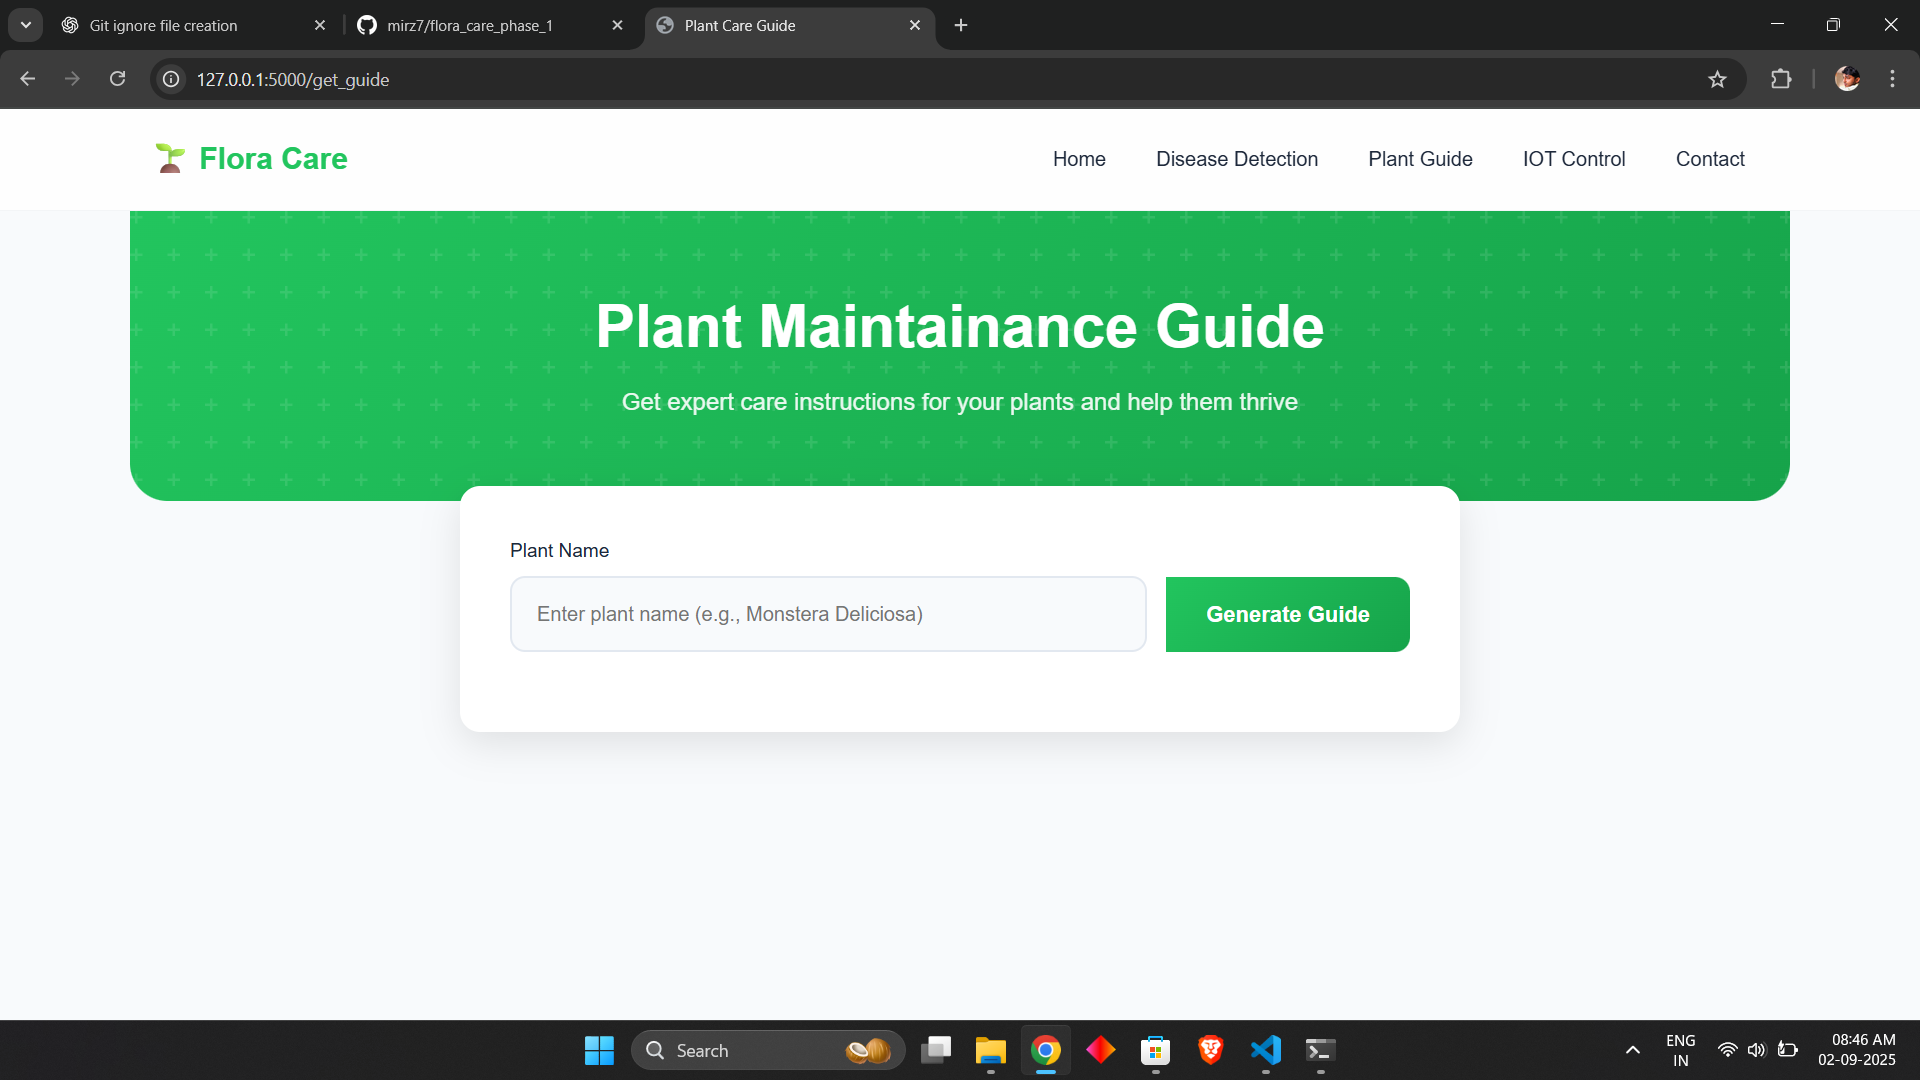 Git ignore file creation
mirz7/flora_care_phase_1
Plant Care Guide
127.0.0.1:5000/get_guide
Flora Care
Home
Disease Detection
Plant Guide
IOT Control
Contact
Plant Maintainance Guide
Get expert care instructions for your plants and help them thrive
Plant Name
Enter plant name (e.g., Monstera Deliciosa)
Generate Guide
Search
ENG
IN
08:46 AM
02-09-2025